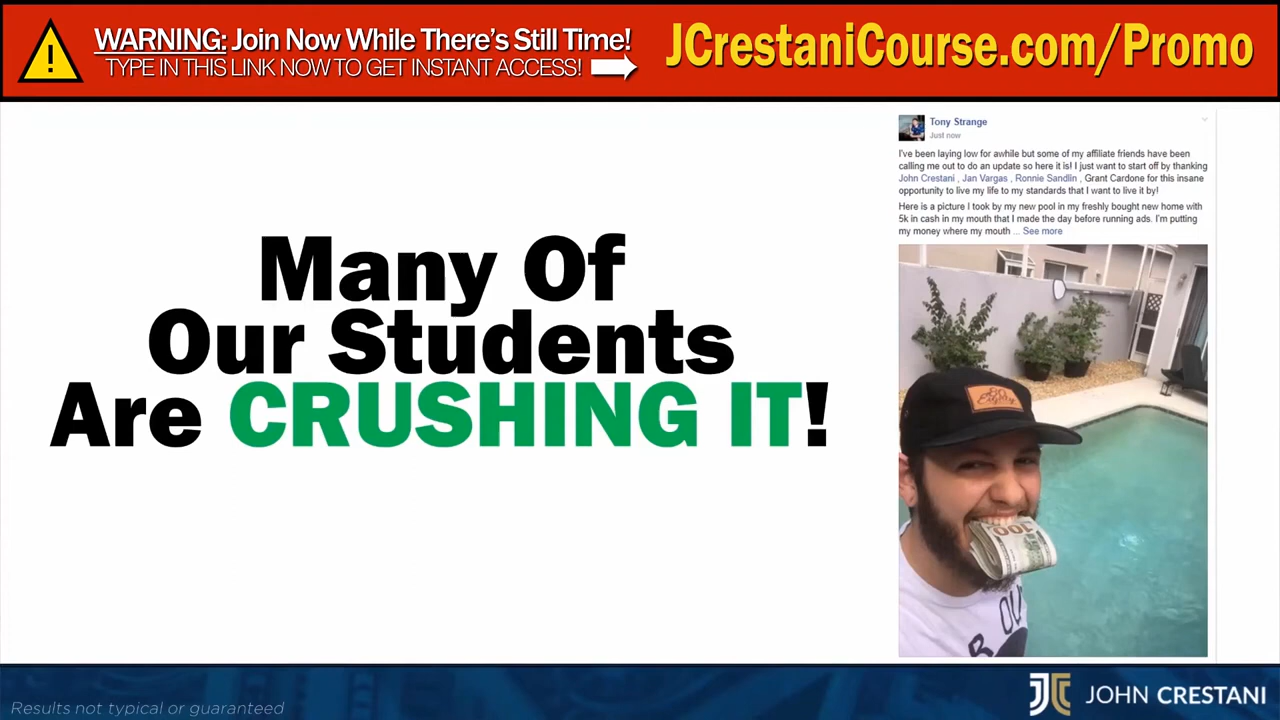 WARNING: Join Now While There's Still Time!
TYPE IN THIS LINK NOW TO GET INSTANT ACCESS!
JCrestaniCourse.com/Promo
Many Of
Our Students
Are CRUSHING IT!
Tony Strange
Just now
I've been laying low for awhile but some of my affiliate friends have been
calling me out to do an update so here it is! I just want to start off by thanking
John Crestani , Jan Vargas , Ronnie Sandlin , Grant Cardone for this insane
opportunity to live my life to my standards that I want to live it by!
Here is a picture I took by my new pool in my freshly bought new home with
5k in cash in my mouth that I made the day before running ads. I'm putting
my money where my mouth ... See more
100
Results not typical or guaranteed
JOHN CRESTANI